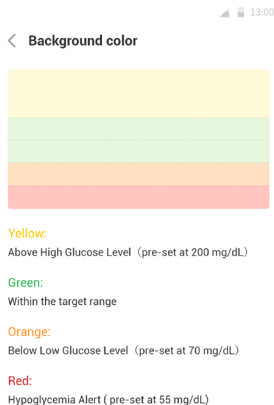 13:00
Background color
Yellow:
Above High Glucose Level（pre-set at 200 mg/dL）
Green:
Within the target range
Orange:
Below Low Glucose Level（pre-set at 70 mg/dL）
Red:
Hypoglycemia Alert ( pre-set at 55 mg/dL)